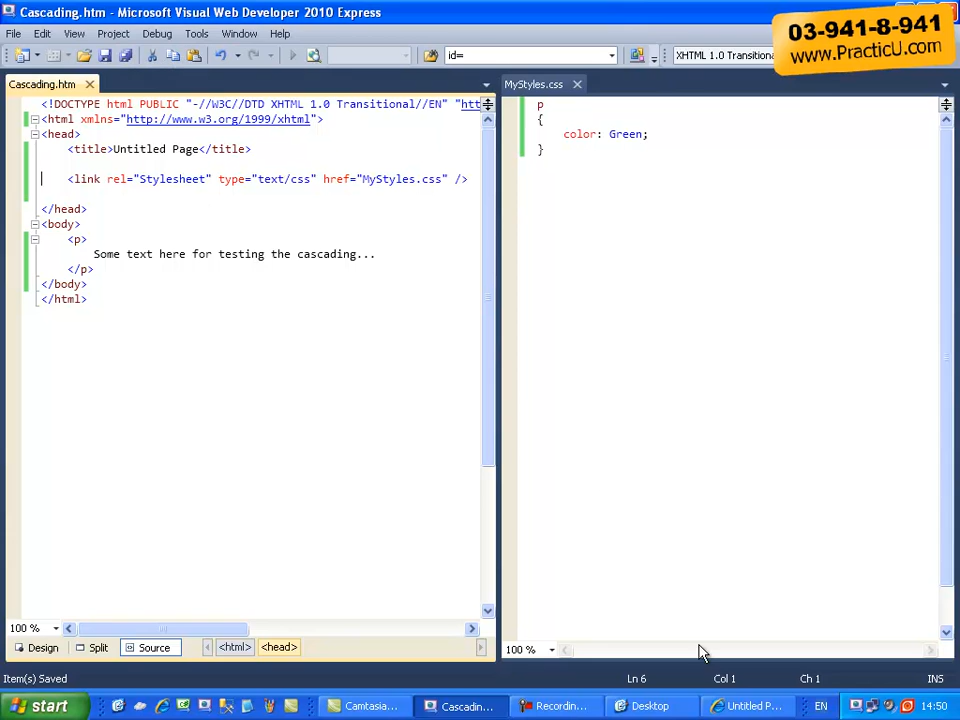 Cascading.htm - Microsoft Visual Web Developer 2010 Express
03-941-8-941
www.PractiU.com
File Edit View Project Debug Tools Window Help
id=
XHTML 1.0 Transitiona
Cascading.htm
MyStyles.css
<!DOCTYPE html PUBLIC "-//W3C//DTD XHTML 1.0 Transitional//EN" "htt
<html xmlns="http://www.w3.org/1999/xhtml">
<head>
<title>Untitled Page</title>
<link rel="Stylesheet" type="text/css" href="MyStyles.css" />
</head>
<body>
<p>
Some text here for testing the cascading...
</p>
</body>
</html>
p
{
color: Green;
}
100 %
Design Split Source <html> <head>
100 %
Item(s) Saved
Ln 6 Col 1 Ch 1 INS
start
Camtasia...
Cascadin...
Recordin...
Desktop
Untitled P...
EN
14:50